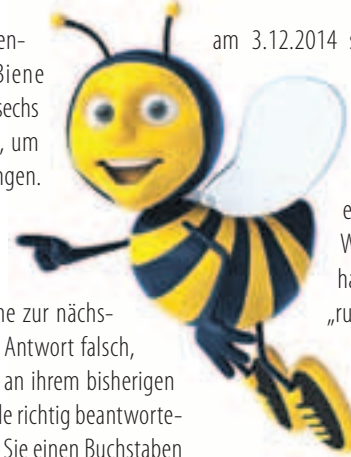 en-
Biene
sechs
, um
ngen.
ne zur nächs-
Antwort falsch,
an ihrem bisherigen
le richtig beantworte-
Sie einen Buchstaben
am 3.12.2014 s
e
W
ha
„ru